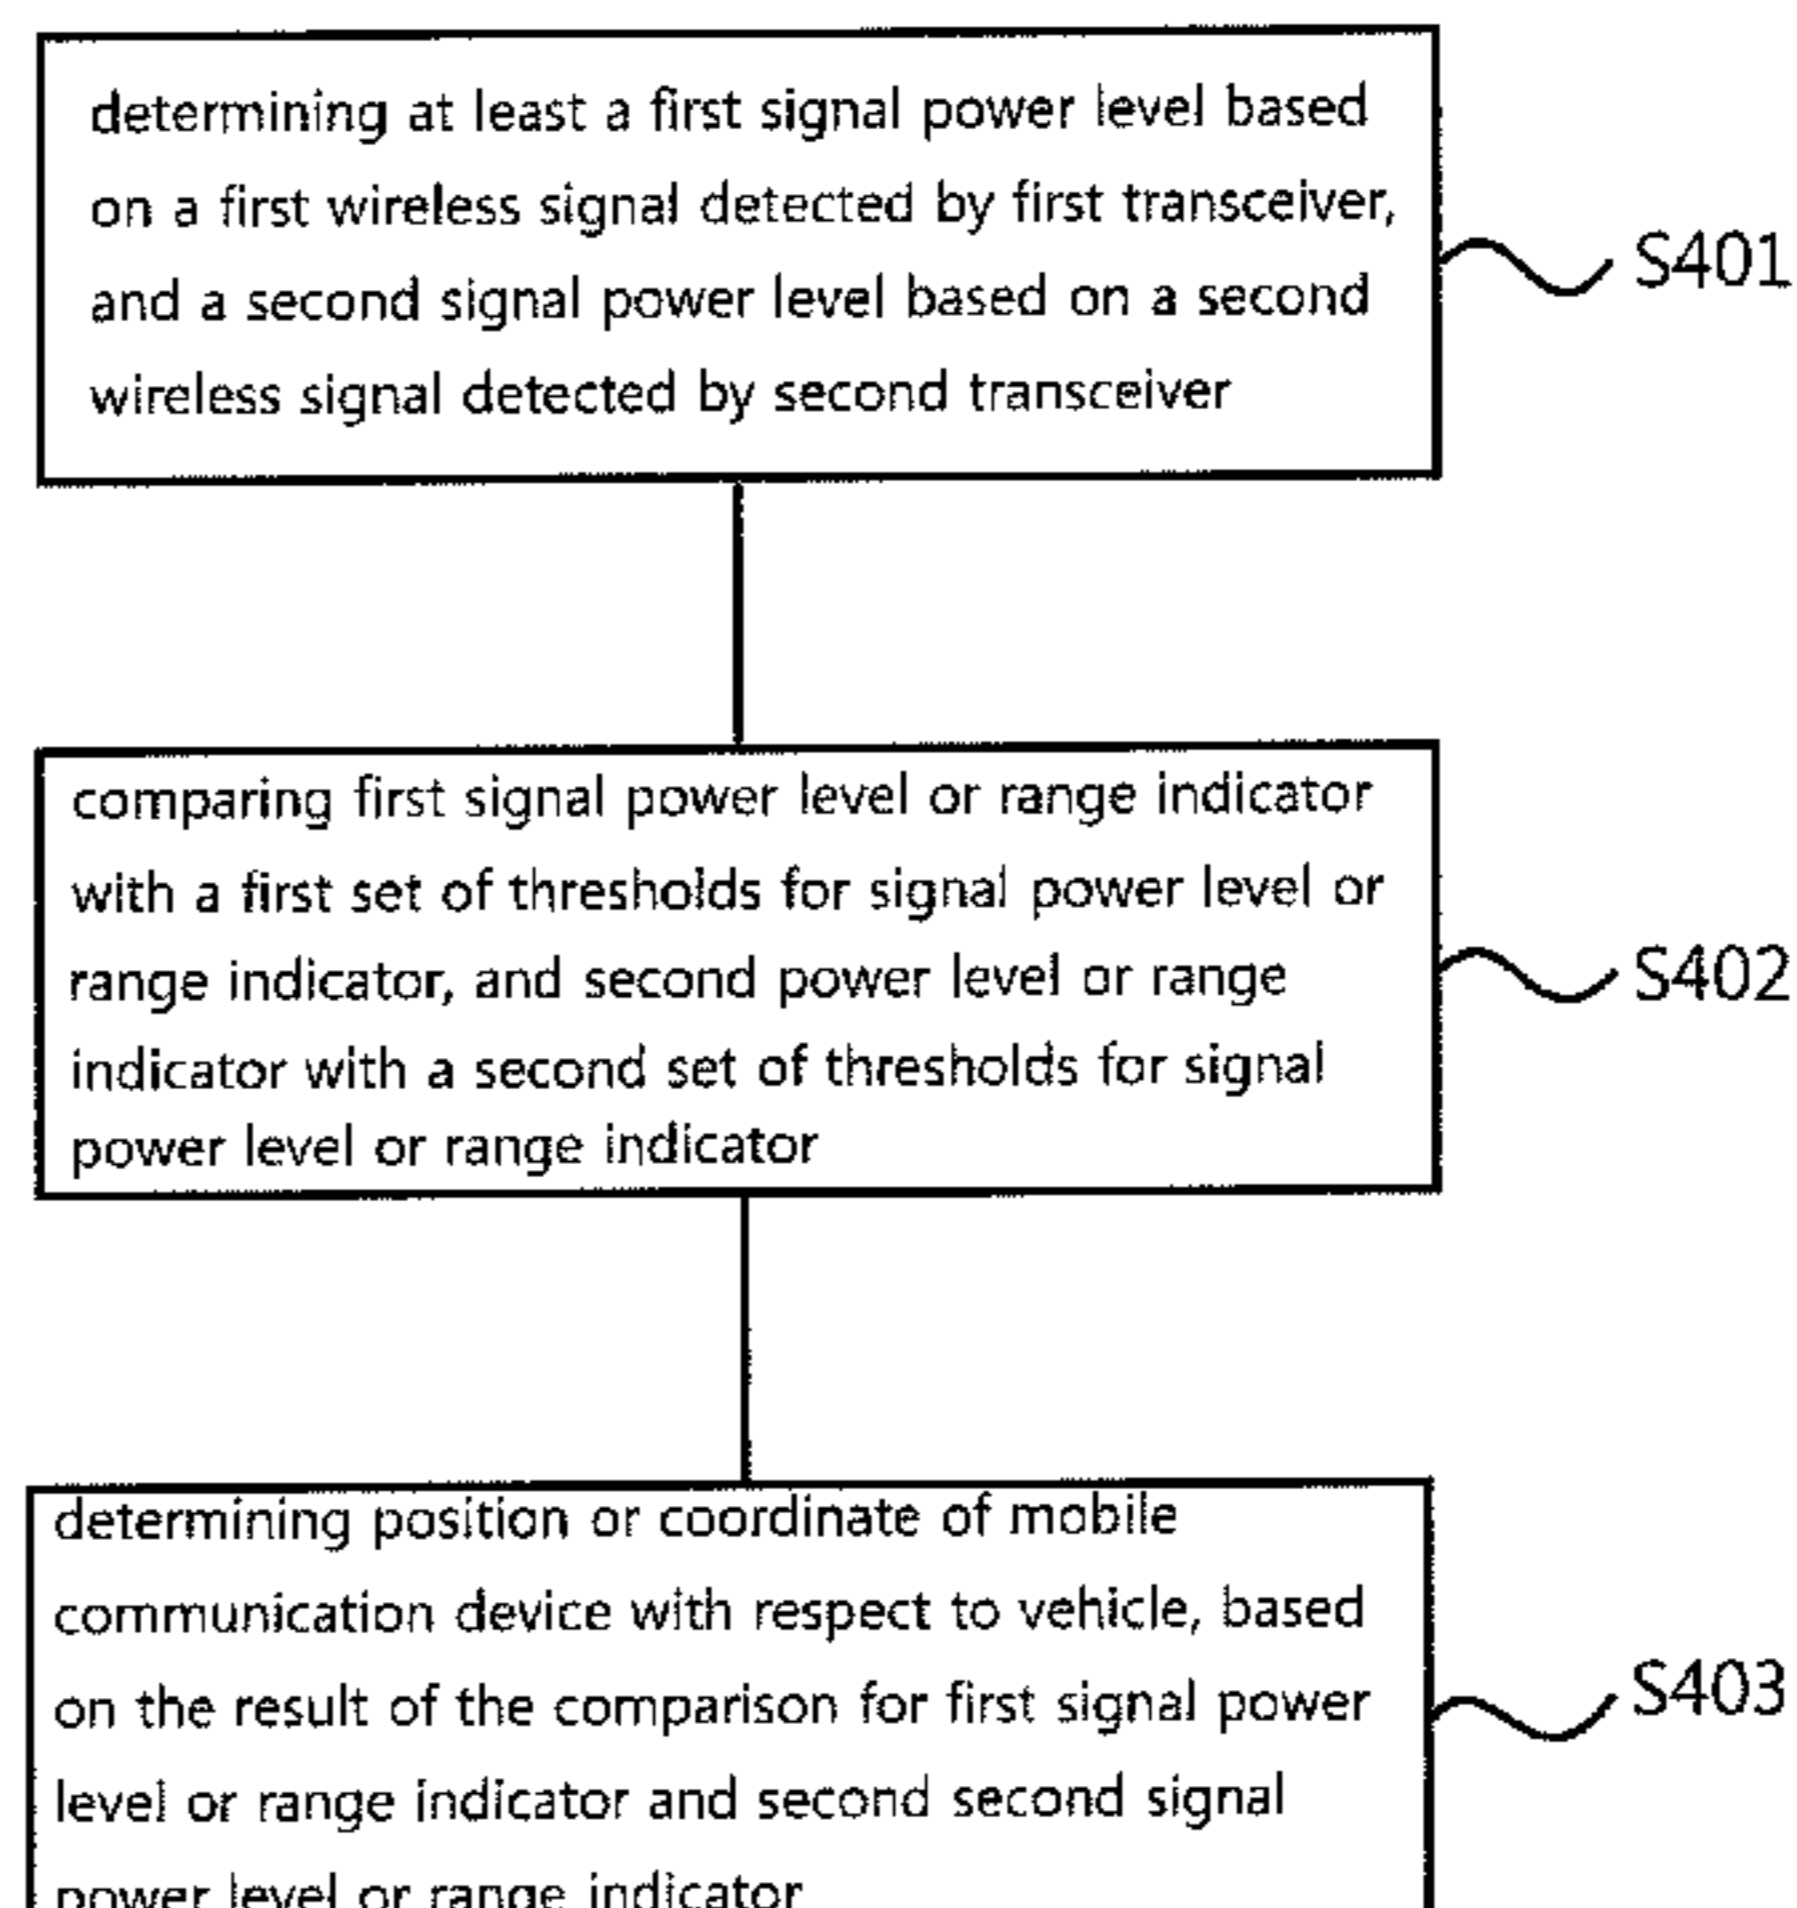 determining at least a first signal power level based
on a first wireless signal detected by first transceiver,
and a second signal power level based on a second
wireless signal detected by second transceiver
S401
comparing first signal power level or range indicator
with a first set of thresholds for signal power level or
range indicator, and second power level or range
indicator with a second set of thresholds for signal
power level or range indicator
S402
determining position or coordinate of mobile
communication device with respect to vehicle, based
on the result of the comparison for first signal power
level or range indicator and second second signal
power level or range indicator
S403